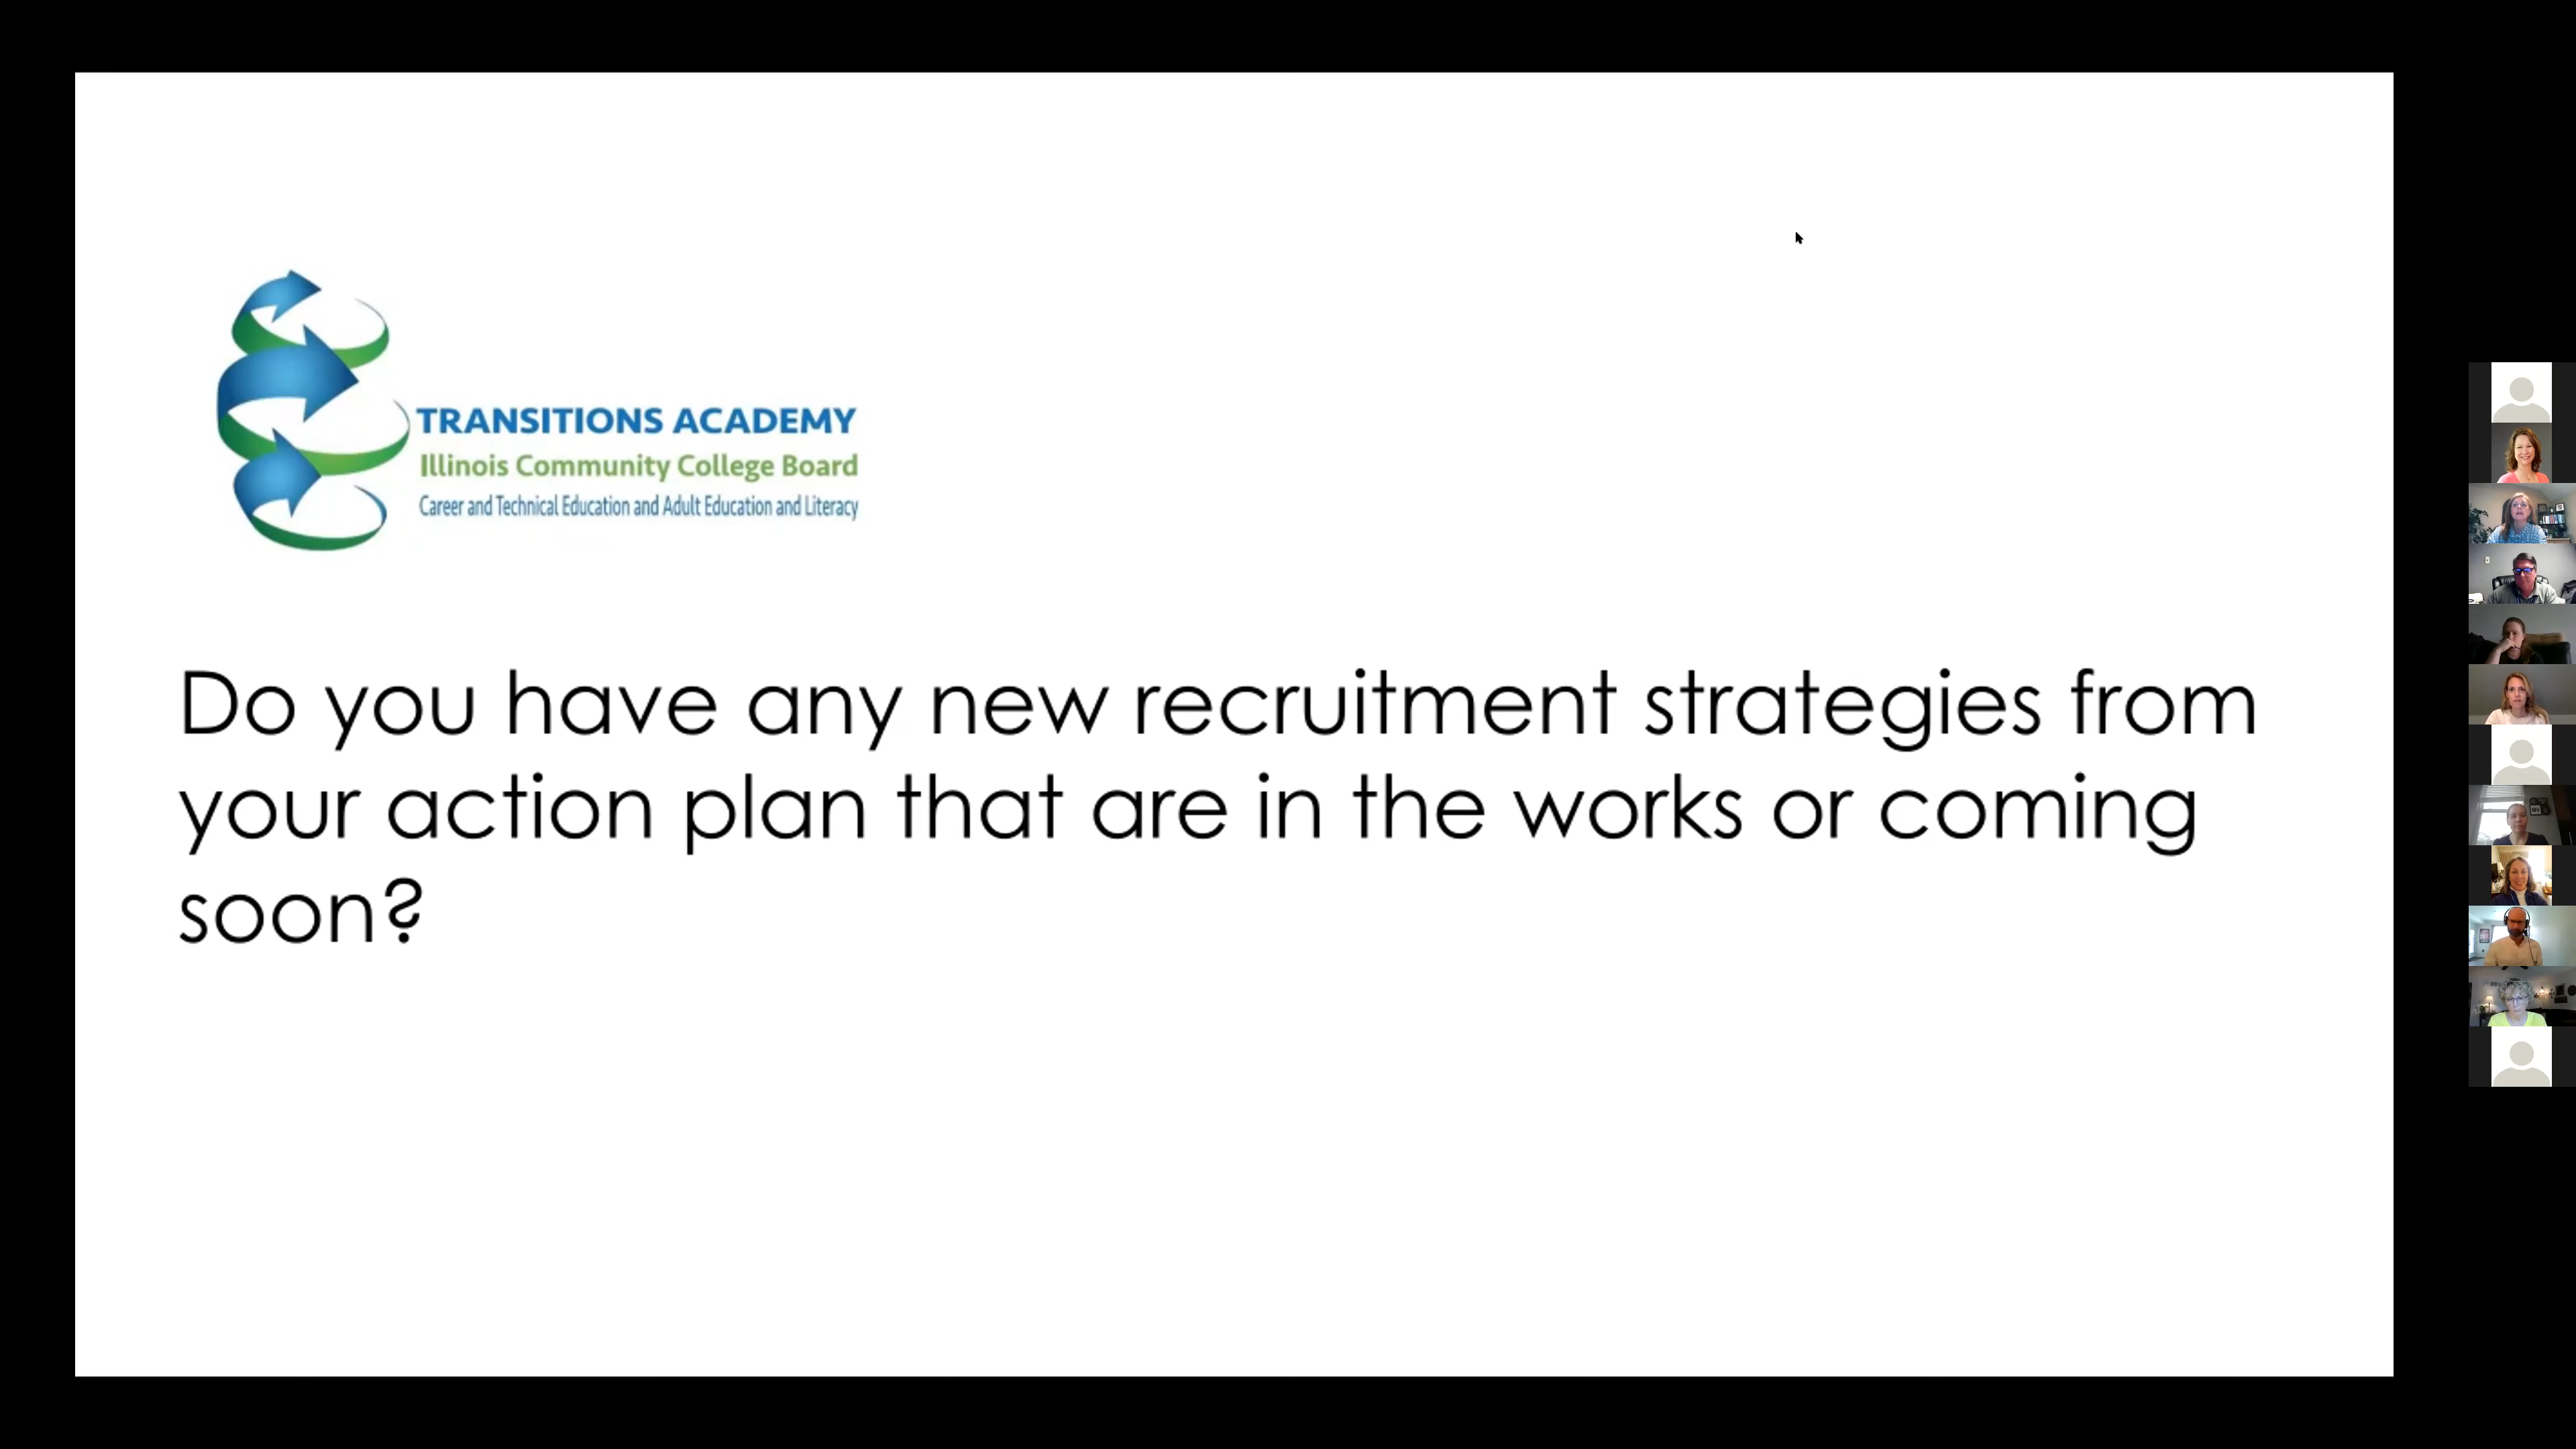 TRANSITIONS ACADEMY
Illinois Community College Board
Career and Technical Education and Adult Education and Literacy
Do you have any new recruitment strategies from
your action plan that are in the works or coming
soon?